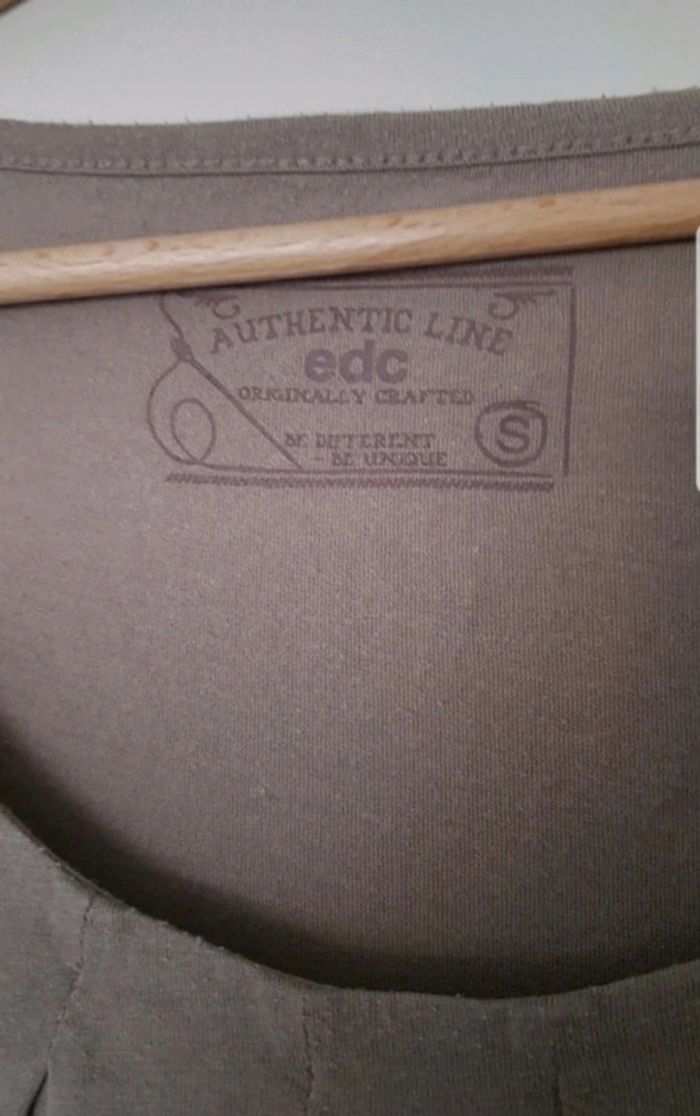 AUTHENTIC LINE
edc
ORIGINALLY CRAFTED
BE DIFFERENT
- BE UNIQUE
S